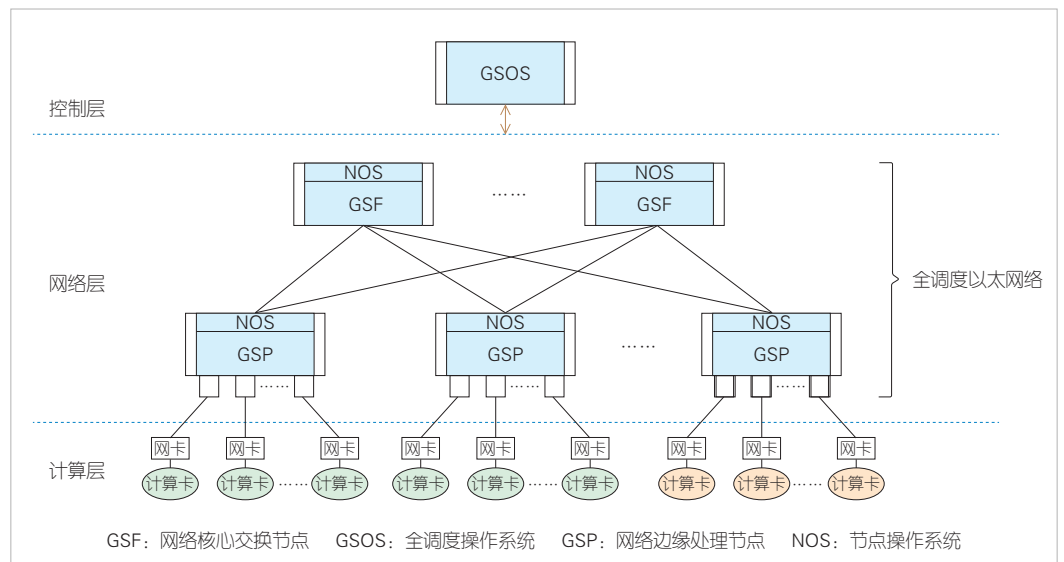 GSOS
控制层
NOS NOS
GSF …… GSF
网络层 全调度以太网络
NOS NOS NOS
GSP GSP …… GSP
…… …… ……
网卡 网卡 网卡 网卡 网卡 网卡 网卡 网卡 网卡
计算层 计算卡 计算卡 …… 计算卡 计算卡 计算卡 …… 计算卡 计算卡 计算卡 …… 计算卡
GSF：网络核心交换节点 GSOS：全调度操作系统 GSP：网络边缘处理节点 NOS：节点操作系统